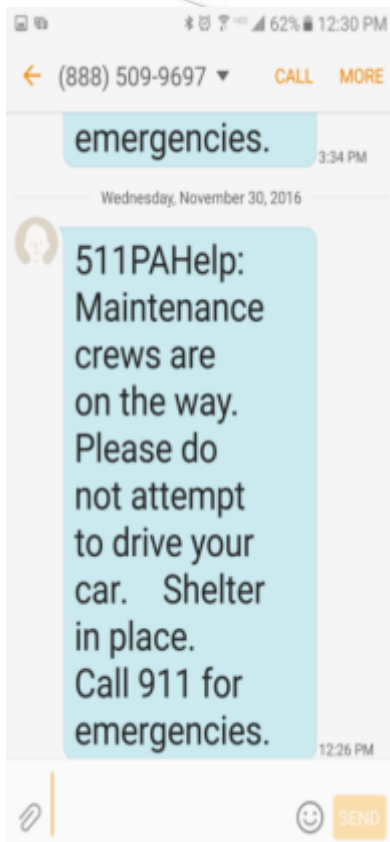 62% 12:30 PM
(888) 509-9697 CALL MORE
emergencies.
3:34 PM
Wednesday, November 30, 2016
511PAHelp:
Maintenance
crews are
on the way.
Please do
not attempt
to drive your
car. Shelter
in place.
Call 911 for
emergencies.
12:26 PM
SEND